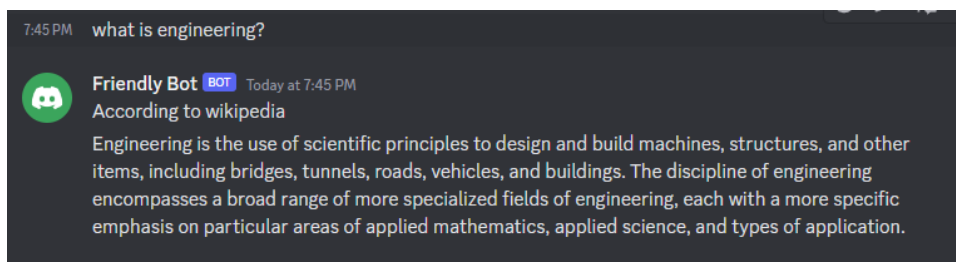 7:45 PM what is engineering?
Friendly Bot BOT Today at 7:45 PM
According to wikipedia
Engineering is the use of scientific principles to design and build machines, structures, and other
items, including bridges, tunnels, roads, vehicles, and buildings. The discipline of engineering
encompasses a broad range of more specialized fields of engineering, each with a more specific
emphasis on particular areas of applied mathematics, applied science, and types of application.